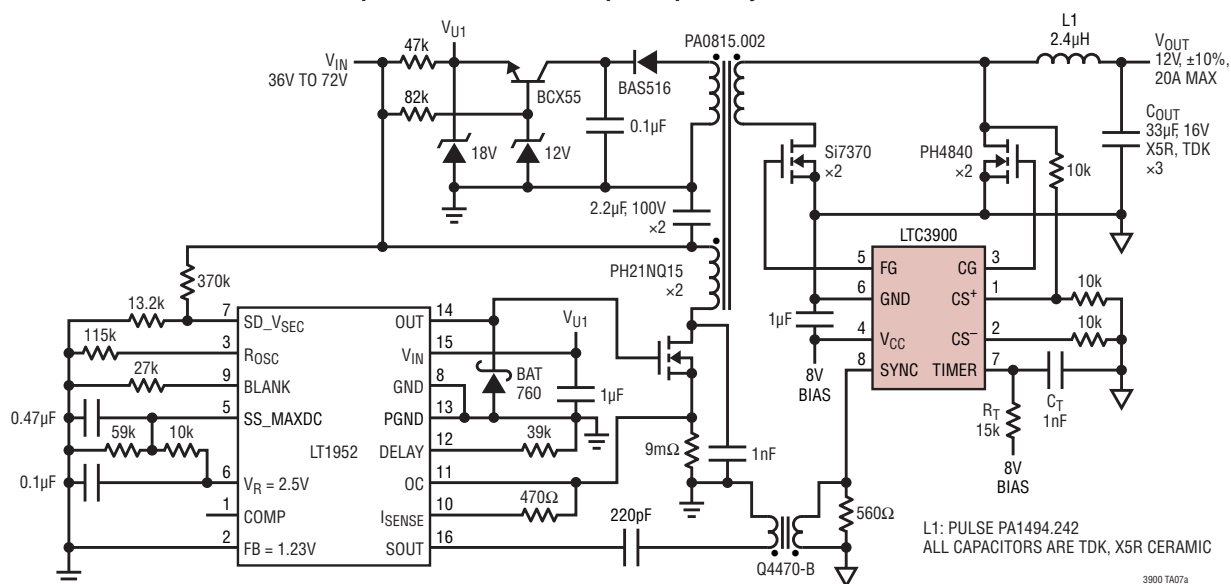 V_IN
36V TO 72V
47k
82k
V_U1
BCX55
18V
12V
0.1µF
BAS516
PA0815.002
2.2µF, 100V
×2
PH21NQ15
×2
L1
2.4µH
V_OUT
12V, ±10%,
20A MAX
C_OUT
33µF, 16V
X5R, TDK
×3
Si7370
×2
PH4840
×2
10k
LTC3900
5 FG
6 GND
4 V_CC
8 SYNC
CG 3
CS+ 1
CS– 2
TIMER 7
10k
10k
1µF
8V
BIAS
R_T
15k
C_T
1nF
8V
BIAS
370k
13.2k
115k
27k
0.47µF
59k
10k
0.1µF
LT1952
7 SD_V_SEC
3 R_OSC
9 BLANK
5 SS_MAXDC
6 V_R = 2.5V
1 COMP
2 FB = 1.23V
OUT 14
V_IN 15
GND 8
PGND 13
DELAY 12
OC 11
I_SENSE 10
SOUT 16
BAT
760
V_U1
1µF
39k
470Ω
9mΩ
1nF
220pF
Q4470-B
560Ω
L1: PULSE PA1494.242
ALL CAPACITORS ARE TDK, X5R CERAMIC
3900 TA07a